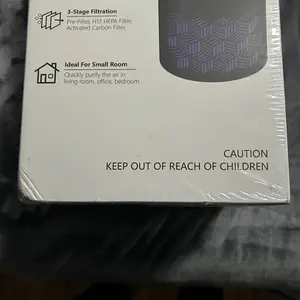 3-Stage Filtration
Pre-Filter, H13 HEPA Filter,
Activated Carbon Filter.
Ideal For Small Room
Quickly purify the air in
living room, office, bedroom.
CAUTION
KEEP OUT OF REACH OF CHILDREN